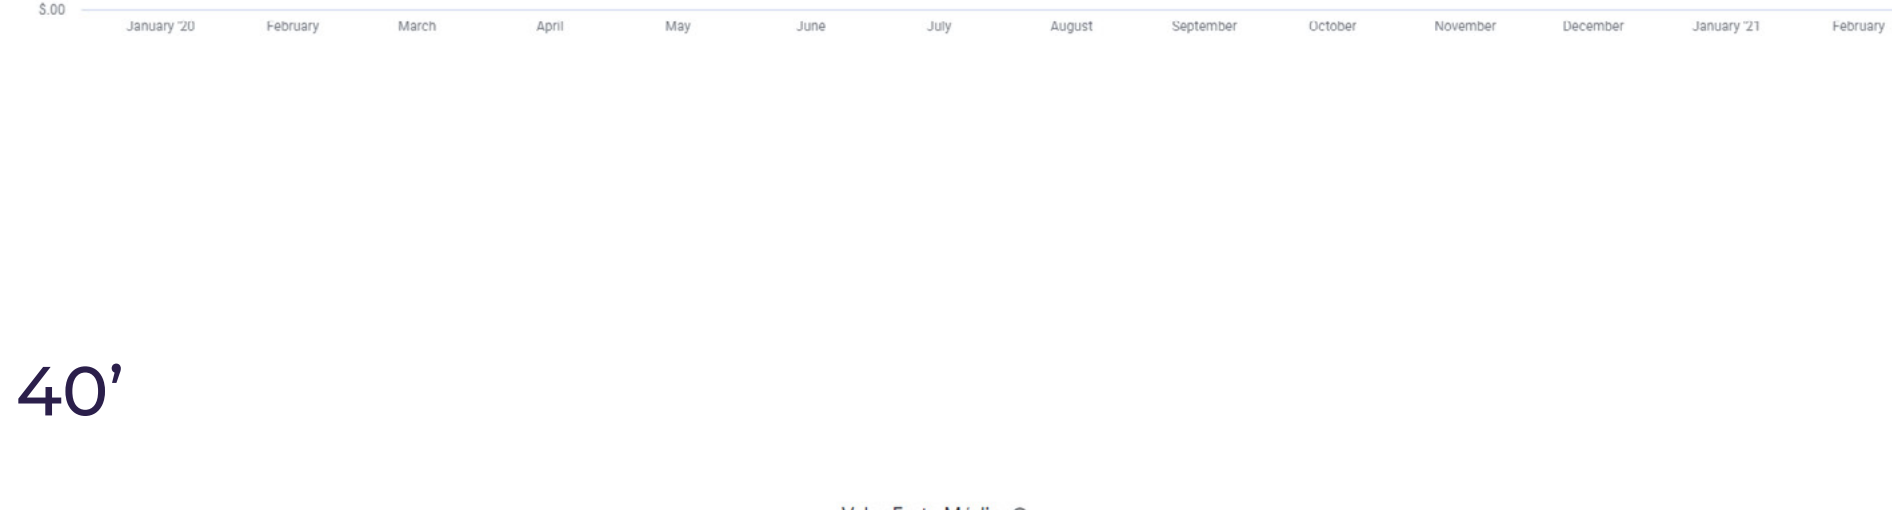 $.00
January '20 February March April May June July August September October November December January '21 February
40’